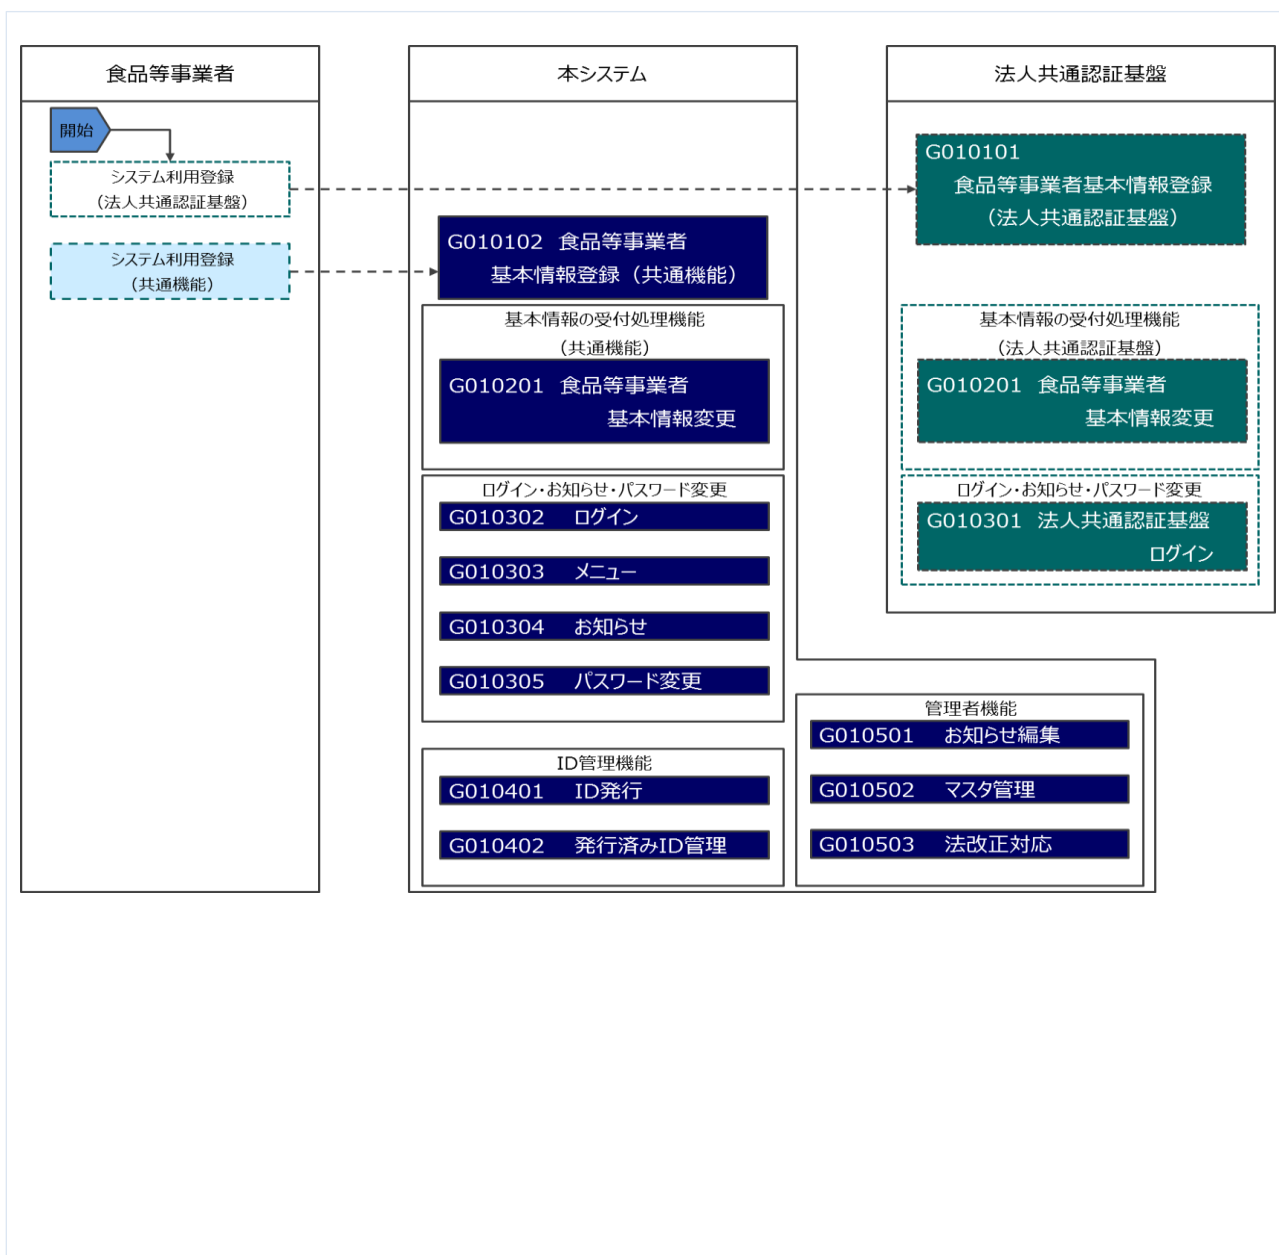 食品等事業者
開始
システム利用登録
（法人共通認証基盤）
システム利用登録
（共通機能）
本システム
G010102 食品等事業者
基本情報登録（共通機能）
基本情報の受付処理機能
（共通機能）
G010201 食品等事業者
基本情報変更
ログイン・お知らせ・パスワード変更
G010302 ログイン
G010303 メニュー
G010304 お知らせ
G010305 パスワード変更
ID管理機能
G010401 ID発行
G010402 発行済みID管理
管理者機能
G010501 お知らせ編集
G010502 マスタ管理
G010503 法改正対応
法人共通認証基盤
G010101
食品等事業者基本情報登録
（法人共通認証基盤）
基本情報の受付処理機能
（法人共通認証基盤）
G010201 食品等事業者
基本情報変更
ログイン・お知らせ・パスワード変更
G010301 法人共通認証基盤
ログイン